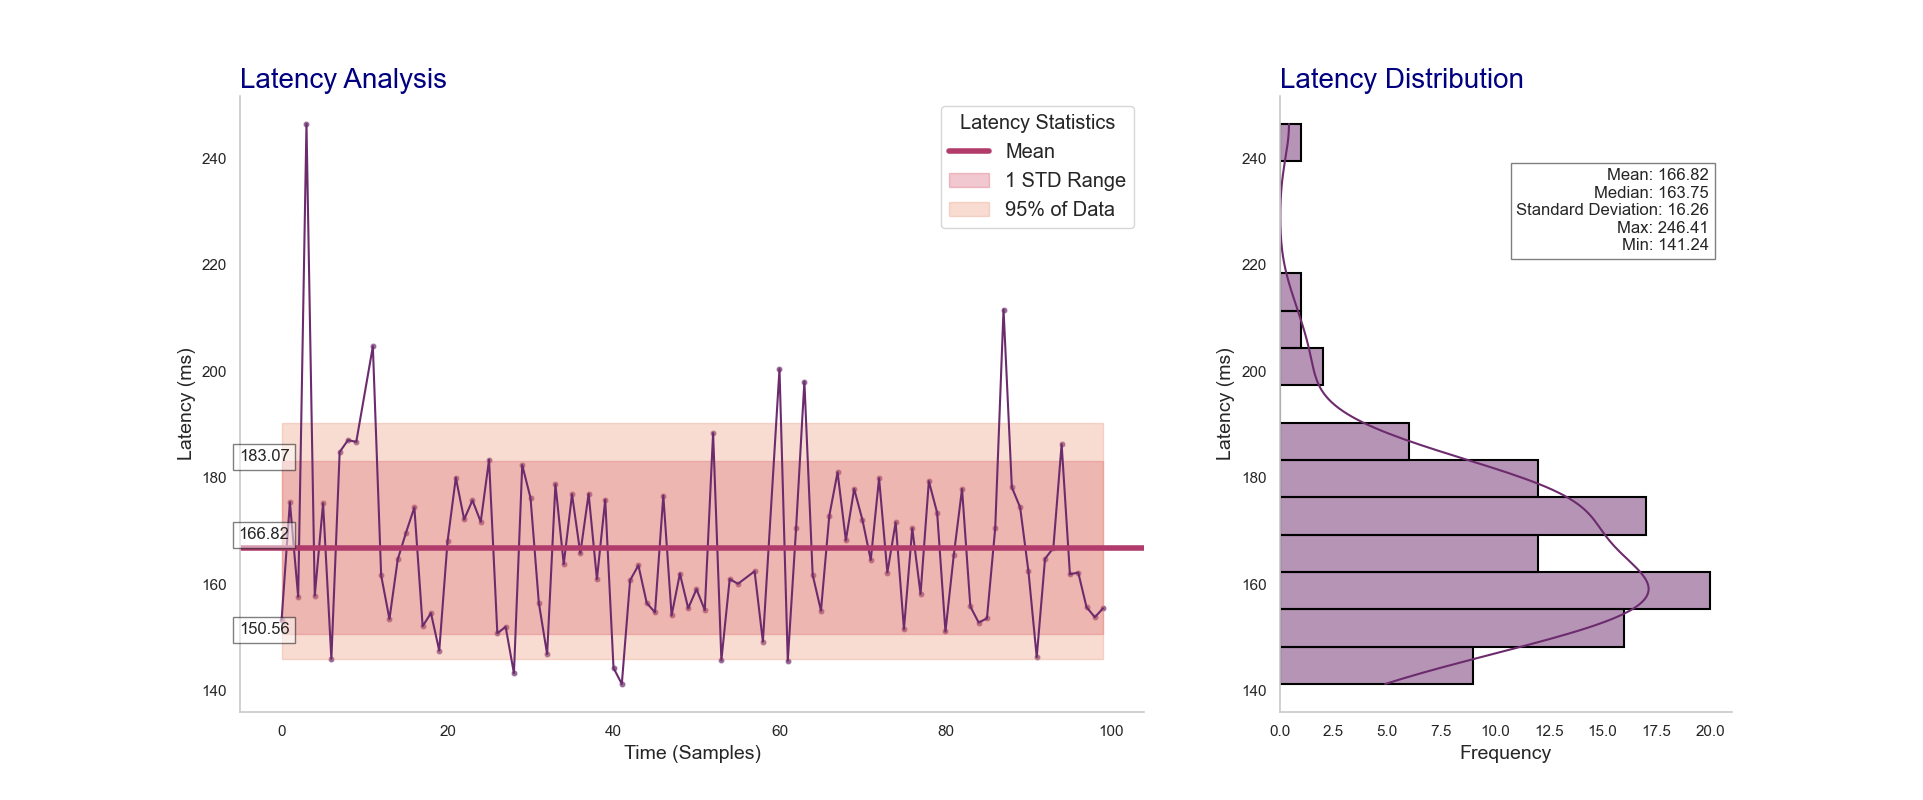 Latency Analysis
Latency (ms)
240
220
200
180
160
140
183.07
166.82
150.56
Latency Statistics
Mean
1 STD Range
95% of Data
0
20
40
60
80
100
Time (Samples)
Latency Distribution
Latency (ms)
240
220
200
180
160
140
Mean: 166.82
Median: 163.75
Standard Deviation: 16.26
Max: 246.41
Min: 141.24
0.0
2.5
5.0
7.5
10.0
12.5
15.0
17.5
20.0
Frequency